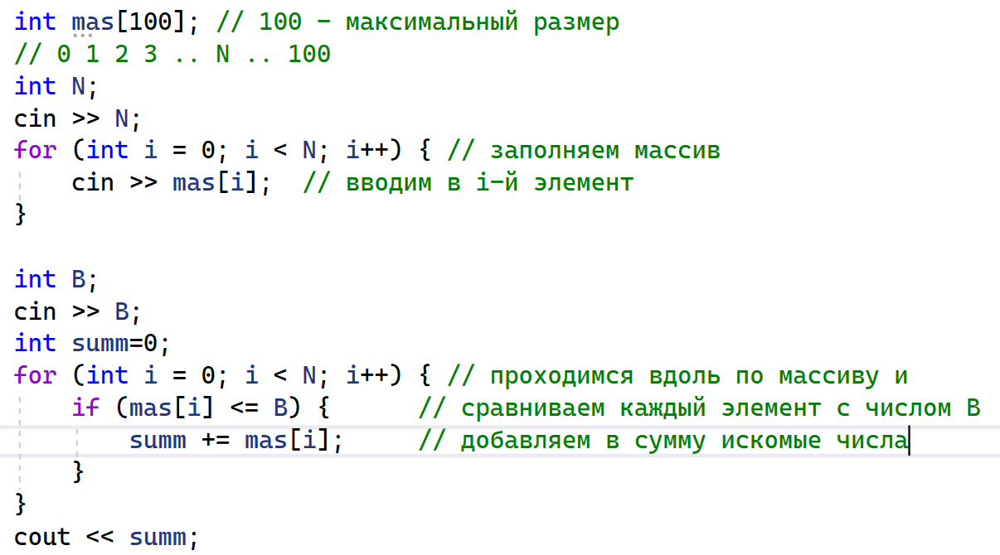 int mas[100]; // 100 - максимальный размер
// 0 1 2 3 .. N .. 100
int N;
cin >> N;
for (int i = 0; i < N; i++) { // заполняем массив
    cin >> mas[i];  // вводим в i-й элемент
}

int B;
cin >> B;
int summ=0;
for (int i = 0; i < N; i++) { // проходимся вдоль по массиву и
    if (mas[i] <= B) {      // сравниваем каждый элемент с числом B
        summ += mas[i];     // добавляем в сумму искомые числа
    }
}
cout << summ;